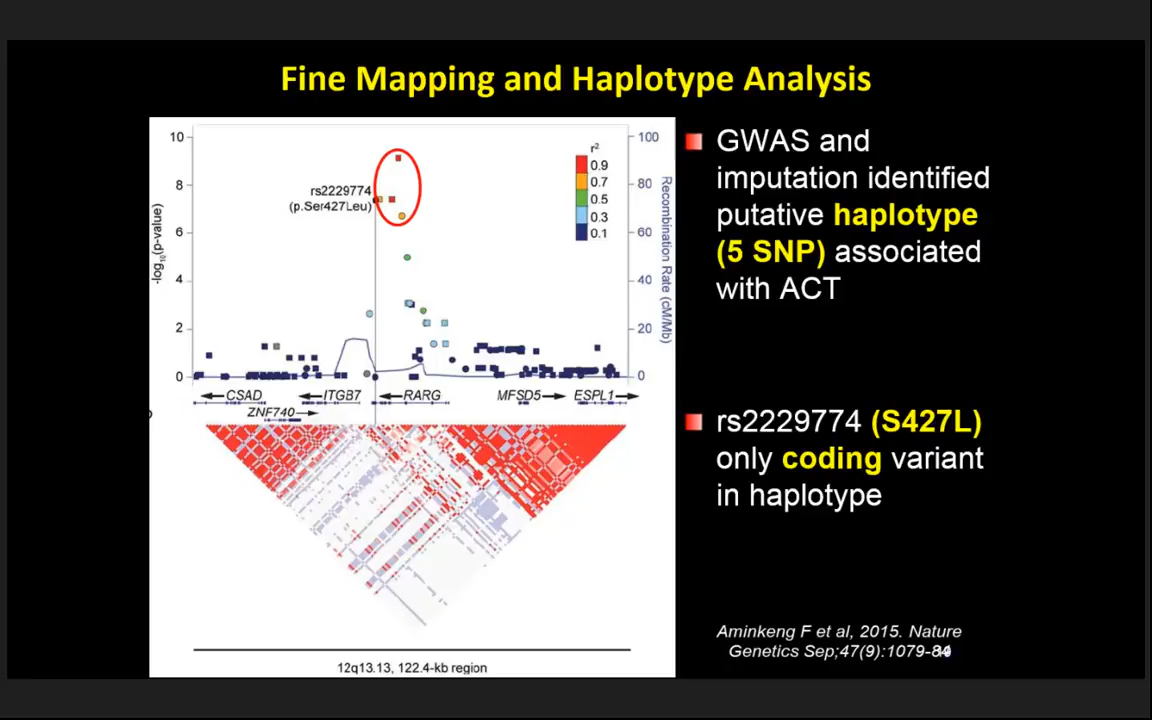 Fine Mapping and Haplotype Analysis
10
8
6
4
2
0
-log10(p-value)
rs2229774
(p.Ser427Leu)
r²
0.9
0.7
0.5
0.3
0.1
100
80
60
40
20
0
Recombination Rate (cM/Mb)
CSAD
ITGB7
RARG
MFSD5
ESPL1
ZNF740
12q13.13, 122.4-kb region
GWAS and
imputation identified
putative haplotype
(5 SNP) associated
with ACT
rs2229774 (S427L)
only coding variant
in haplotype
Aminkeng F et al, 2015. Nature
Genetics Sep;47(9):1079-84